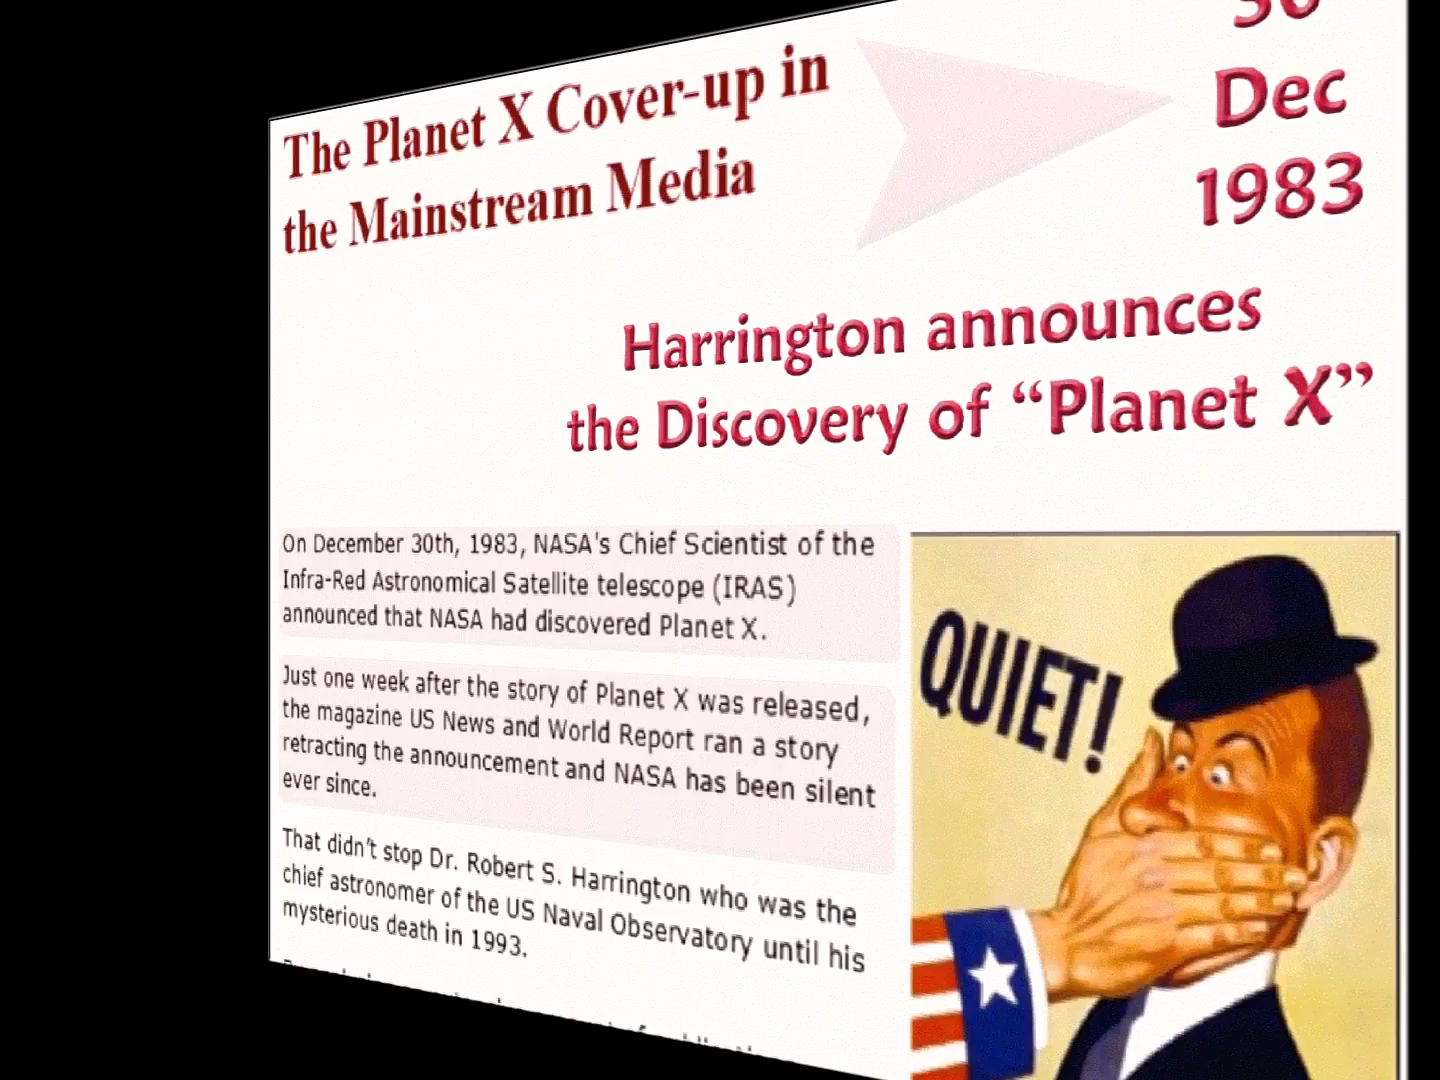 The Planet X Cover-up in
the Mainstream Media
30
Dec
1983
Harrington announces
the Discovery of “Planet X”
On December 30th, 1983, NASA's Chief Scientist of the
Infra-Red Astronomical Satellite telescope (IRAS)
announced that NASA had discovered Planet X.
Just one week after the story of Planet X was released,
the magazine US News and World Report ran a story
retracting the announcement and NASA has been silent
ever since.
That didn't stop Dr. Robert S. Harrington who was the
chief astronomer of the US Naval Observatory until his
mysterious death in 1993.
QUIET!